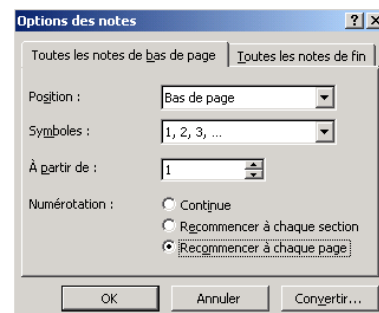 Options des notes
Toutes les notes de bas de page
Toutes les notes de fin
Position :
Bas de page
Symboles :
1, 2, 3, ...
À partir de :
1
Numérotation :
Continue
Recommencer à chaque section
Recommencer à chaque page
OK
Annuler
Convertir...